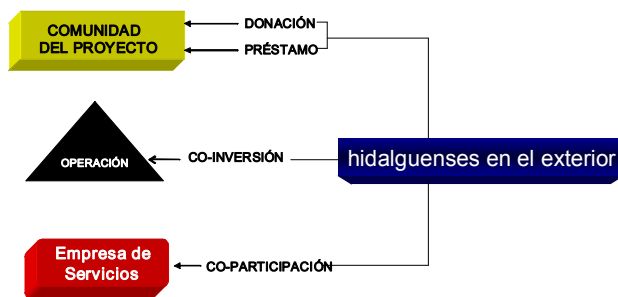 COMUNIDAD
DEL PROYECTO
DONACIÓN
PRÉSTAMO
OPERACIÓN
CO-INVERSIÓN
hidalguenses en el exterior
Empresa de
Servicios
CO-PARTICIPACIÓN